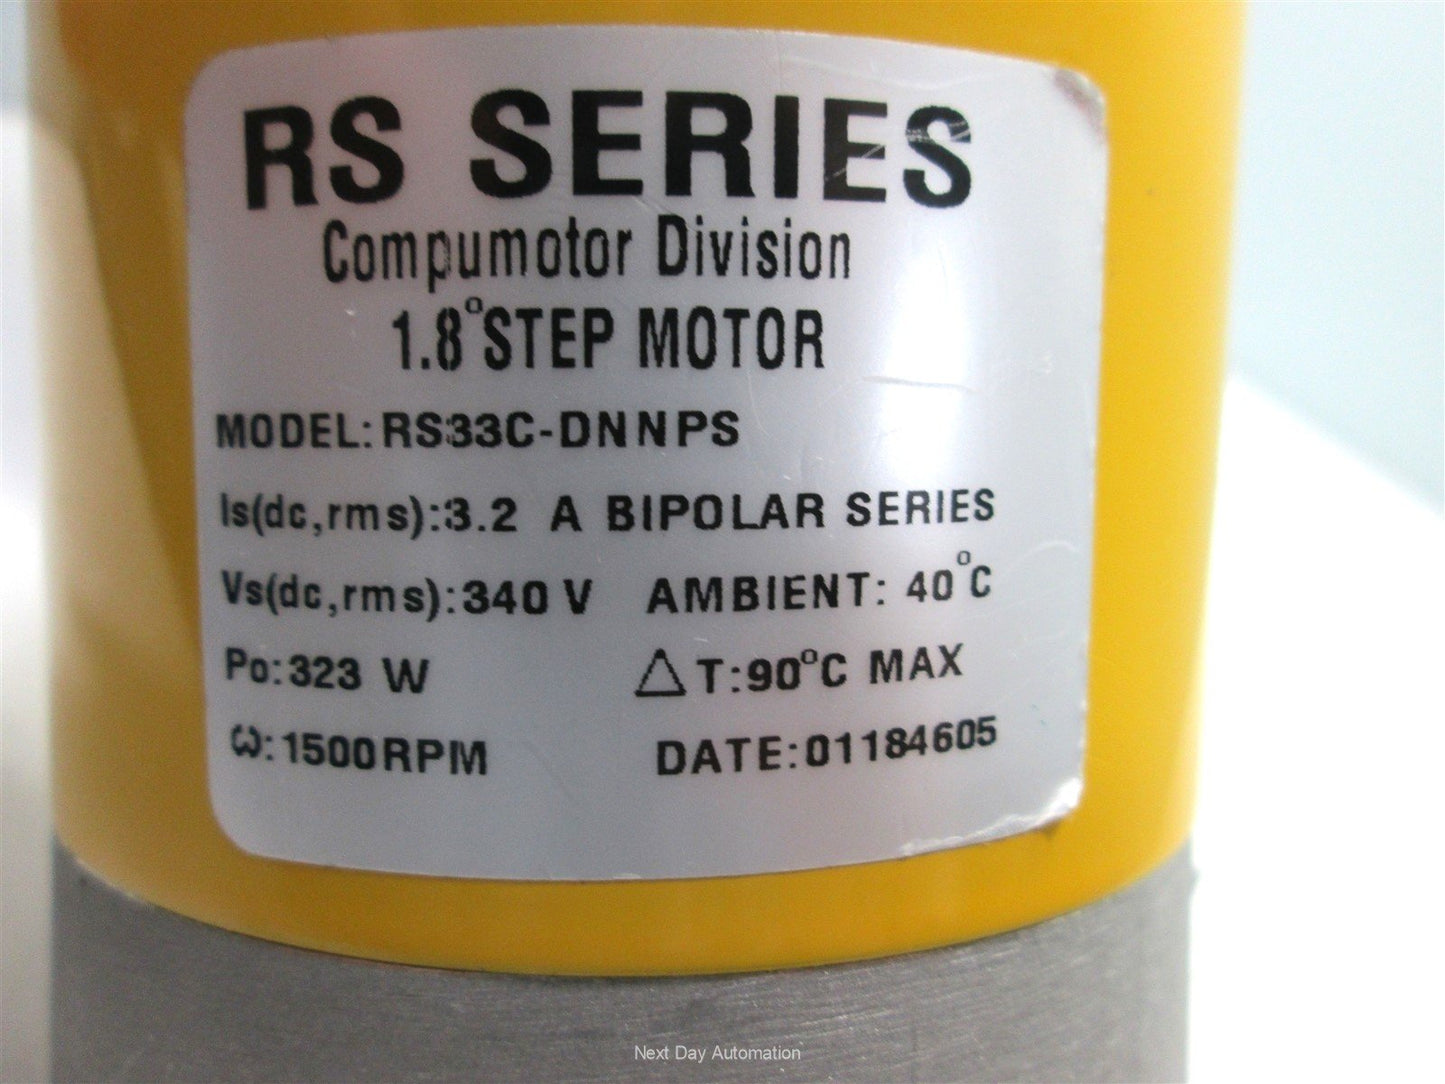 RS SERIES
Compumotor Division
1.8°STEP MOTOR
MODEL: RS33C-DNNPS
Is(dc,rms):3.2 A BIPOLAR SERIES
Vs(dc,rms):340 V AMBIENT: 40°C
Po:323 W △T:90°C MAX
ω:1500RPM DATE:01184605
Next Day Automation